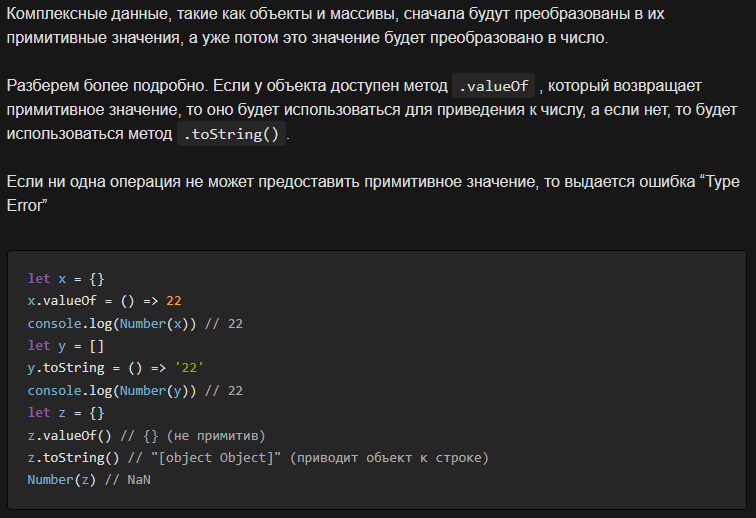 Комплексные данные, такие как объекты и массивы, сначала будут преобразованы в их
примитивные значения, а уже потом это значение будет преобразовано в число.
Разберем более подробно. Если у объекта доступен метод .valueOf , который возвращает
примитивное значение, то оно будет использоваться для приведения к числу, а если нет, то будет
использоваться метод .toString() .
Если ни одна операция не может предоставить примитивное значение, то выдается ошибка “Type
Error”
let x = {}
x.valueOf = () => 22
console.log(Number(x)) // 22
let y = []
y.toString = () => '22'
console.log(Number(y)) // 22
let z = {}
z.valueOf() // {} (не примитив)
z.toString() // "[object Object]" (приводит объект к строке)
Number(z) // NaN